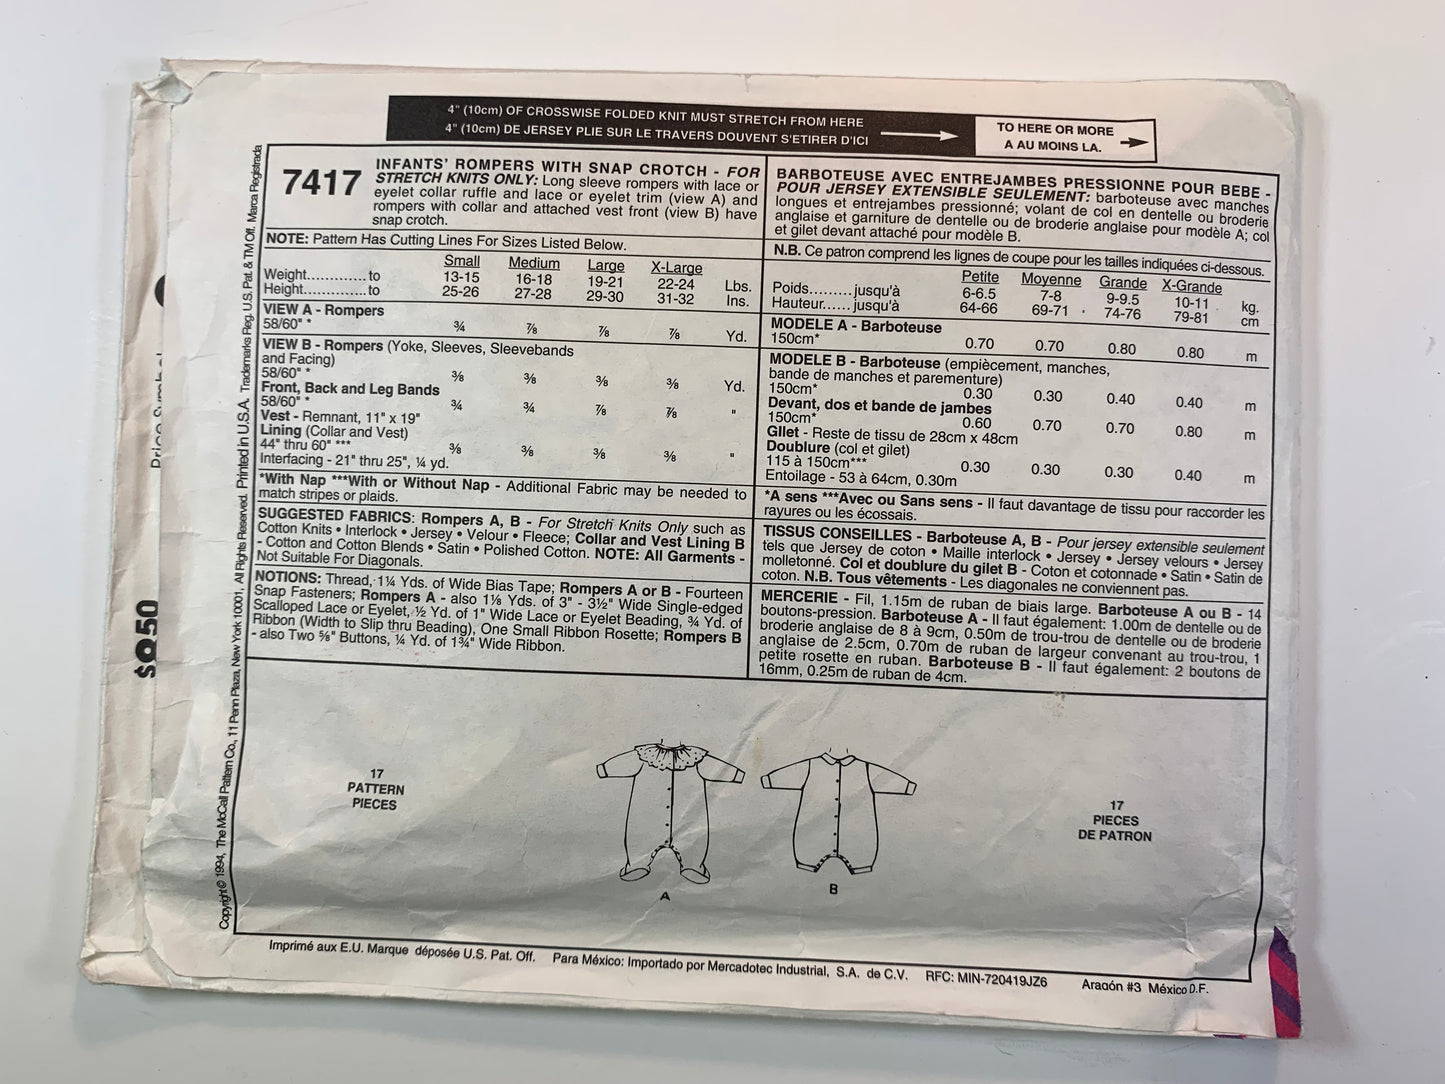 4" (10cm) OF CROSSWISE FOLDED KNIT MUST STRETCH FROM HERE
4" (10cm) DE JERSEY PLIE SUR LE TRAVERS DOUVENT S'ETIRER D'ICI
TO HERE OR MORE
A AU MOINS LA.
7417
INFANTS' ROMPERS WITH SNAP CROTCH - FOR
STRETCH KNITS ONLY: Long sleeve rompers with lace or
eyelet collar ruffle and lace or eyelet trim (view A) and
rompers with collar and attached vest front (view B) have
snap crotch.
NOTE: Pattern Has Cutting Lines For Sizes Listed Below.
Small Medium Large X-Large
Weight............to 13-15 16-18 19-21 22-24 Lbs.
Height.............to 25-26 27-28 29-30 31-32 Ins.
VIEW A - Rompers
58/60" * ¾ ⅞ ⅞ ⅞ Yd.
VIEW B - Rompers (Yoke, Sleeves, Sleevebands
and Facing)
58/60" * ⅜ ⅜ ⅜ ⅜ Yd.
Front, Back and Leg Bands
58/60" * ¾ ¾ ⅞ ⅞ "
Vest - Remnant, 11" x 19"
Lining (Collar and Vest)
44" thru 60" *** ⅜ ⅜ ⅜ ⅜ "
Interfacing - 21" thru 25", ¼ yd.
*With Nap ***With or Without Nap - Additional Fabric may be needed to
match stripes or plaids.
SUGGESTED FABRICS: Rompers A, B - For Stretch Knits Only such as
Cotton Knits • Interlock • Jersey • Velour • Fleece; Collar and Vest Lining B
- Cotton and Cotton Blends • Satin • Polished Cotton. NOTE: All Garments -
Not Suitable For Diagonals.
NOTIONS: Thread, 1¼ Yds. of Wide Bias Tape; Rompers A or B - Fourteen
Snap Fasteners; Rompers A - also 1⅛ Yds. of 3" - 3½" Wide Single-edged
Scalloped Lace or Eyelet, ½ Yd. of 1" Wide Lace or Eyelet Beading, ¾ Yd. of
Ribbon (Width to Slip thru Beading), One Small Ribbon Rosette; Rompers B
- also Two ⅝" Buttons, ¼ Yd. of 1¾" Wide Ribbon.
BARBOTEUSE AVEC ENTREJAMBES PRESSIONNE POUR BEBE -
POUR JERSEY EXTENSIBLE SEULEMENT: barboteuse avec manches
longues et entrejambes pressionné; volant de col en dentelle ou broderie
anglaise et garniture de dentelle ou de broderie anglaise pour modèle A; col
et gilet devant attaché pour modèle B.
N.B. Ce patron comprend les lignes de coupe pour les tailles indiquées ci-dessous.
Petite Moyenne Grande X-Grande
Poids.........jusqu'à 6-6.5 7-8 9-9.5 10-11 kg.
Hauteur......jusqu'à 64-66 69-71 74-76 79-81 cm
MODELE A - Barboteuse
150cm* 0.70 0.70 0.80 0.80 m
MODELE B - Barboteuse (empiècement, manches,
bande de manches et parementure)
150cm* 0.30 0.30 0.40 0.40 m
Devant, dos et bande de jambes
150cm* 0.60 0.70 0.70 0.80 m
Gilet - Reste de tissu de 28cm x 48cm
Doublure (col et gilet)
115 à 150cm*** 0.30 0.30 0.30 0.40 m
Entoilage - 53 à 64cm, 0.30m
*A sens ***Avec ou Sans sens - Il faut davantage de tissu pour raccorder les
rayures ou les écossais.
TISSUS CONSEILLES - Barboteuse A, B - Pour jersey extensible seulement
tels que Jersey de coton • Maille interlock • Jersey • Jersey velours • Jersey
molletonné. Col et doublure du gilet B - Coton et cotonnade • Satin • Satin de
coton. N.B. Tous vêtements - Les diagonales ne conviennent pas.
MERCERIE - Fil, 1.15m de ruban de biais large. Barboteuse A ou B - 14
boutons-pression. Barboteuse A - Il faut également: 1.00m de dentelle ou de
broderie anglaise de 8 à 9cm, 0.50m de trou-trou de dentelle ou de broderie
anglaise de 2.5cm, 0.70m de ruban de largeur convenant au trou-trou, 1
petite rosette en ruban. Barboteuse B - Il faut également: 2 boutons de
16mm, 0.25m de ruban de 4cm.
17
PATTERN
PIECES
A
B
17
PIECES
DE PATRON
Imprimé aux E.U. Marque déposée U.S. Pat. Off. Para México: Importado por Mercadotec Industrial, S.A. de C.V. RFC: MIN-720419JZ6 Aragón #3 México D.F.
Copyright © 1994, The McCall Pattern Co., 11 Penn Plaza, New York 10001, All Rights Reserved. Printed in U.S.A. Trademarks Reg. U.S. Pat. & TM Off. Marca Registrada